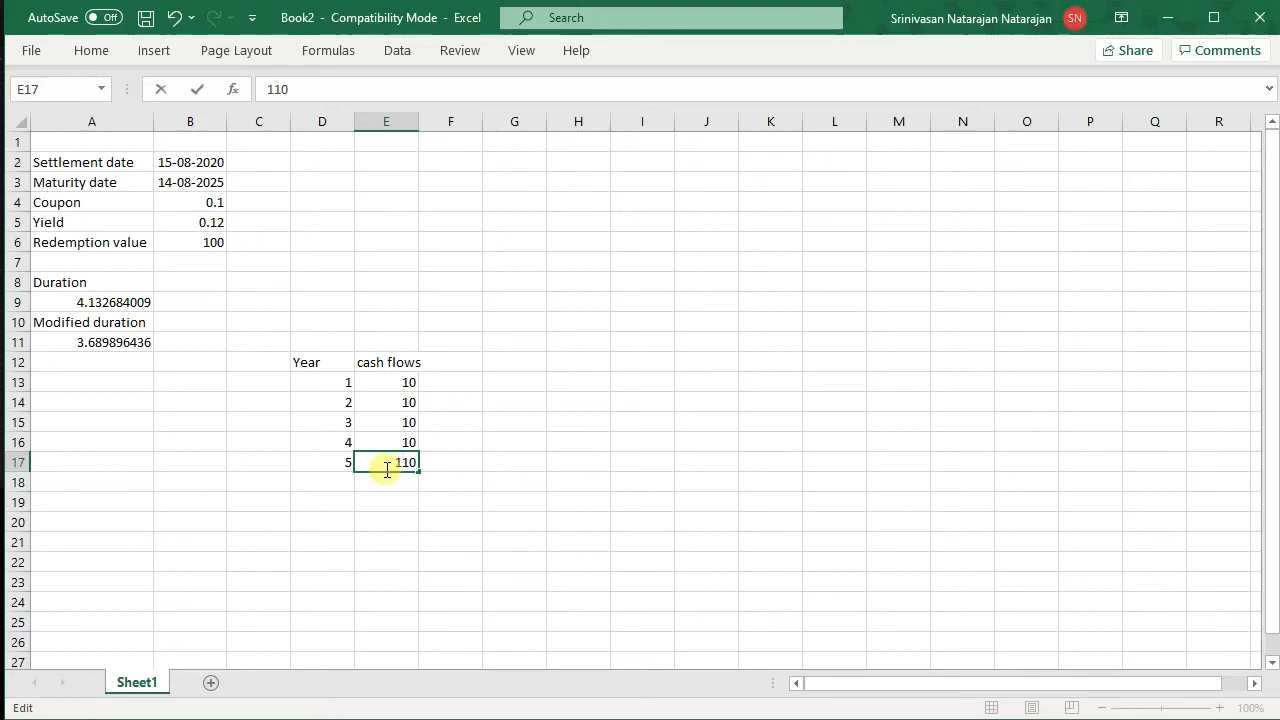 AutoSave Off Book2 - Compatibility Mode - Excel Search Srinivasan Natarajan Natarajan SN
File Home Insert Page Layout Formulas Data Review View Help Share Comments
E17 fx 110
A B C D E F G H I J K L M N O P Q R
1
2 Settlement date 15-08-2020
3 Maturity date 14-08-2025
4 Coupon 0.1
5 Yield 0.12
6 Redemption value 100
7
8 Duration
9 4.132684009
10 Modified duration
11 3.689896436
12 Year cash flows
13 1 10
14 2 10
15 3 10
16 4 10
17 5 110
18
19
20
21
22
23
24
25
26
27
Sheet1
Edit 100%